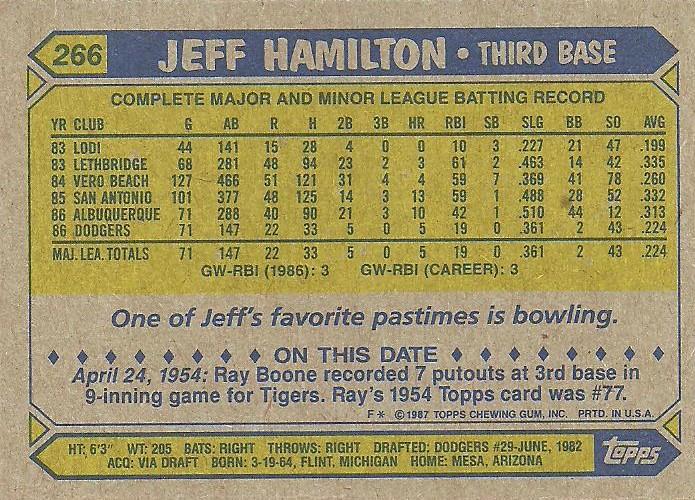 266 JEFF HAMILTON • THIRD BASE
COMPLETE MAJOR AND MINOR LEAGUE BATTING RECORD
YR CLUB G AB R H 2B 3B HR RBI SB SLG BB SO AVG
83 LODI 44 141 15 28 4 0 0 10 3 .227 21 47 .199
83 LETHBRIDGE 68 281 48 94 23 2 3 61 2 .463 14 42 .335
84 VERO BEACH 127 466 51 121 31 4 4 59 7 .369 41 78 .260
85 SAN ANTONIO 101 377 48 125 14 3 13 59 1 .488 28 52 .332
86 ALBUQUERQUE 71 288 40 90 21 3 10 42 1 .510 44 12 .313
86 DODGERS 71 147 22 33 5 0 5 19 0 .361 2 43 .224
MAJ. LEA. TOTALS 71 147 22 33 5 0 5 19 0 .361 2 43 .224
GW-RBI (1986): 3 GW-RBI (CAREER): 3
One of Jeff's favorite pastimes is bowling.
♦ ♦ ♦ ♦ ♦ ♦ ♦ ♦ ON THIS DATE ♦ ♦ ♦ ♦ ♦ ♦ ♦ ♦
April 24, 1954: Ray Boone recorded 7 putouts at 3rd base in
9-inning game for Tigers. Ray's 1954 Topps card was #77.
F * © 1987 TOPPS CHEWING GUM, INC. PRTD. IN U.S.A.
HT: 6'3" WT: 205 BATS: RIGHT THROWS: RIGHT DRAFTED: DODGERS #29-JUNE, 1982
ACQ: VIA DRAFT BORN: 3-19-64, FLINT, MICHIGAN HOME: MESA, ARIZONA
topps